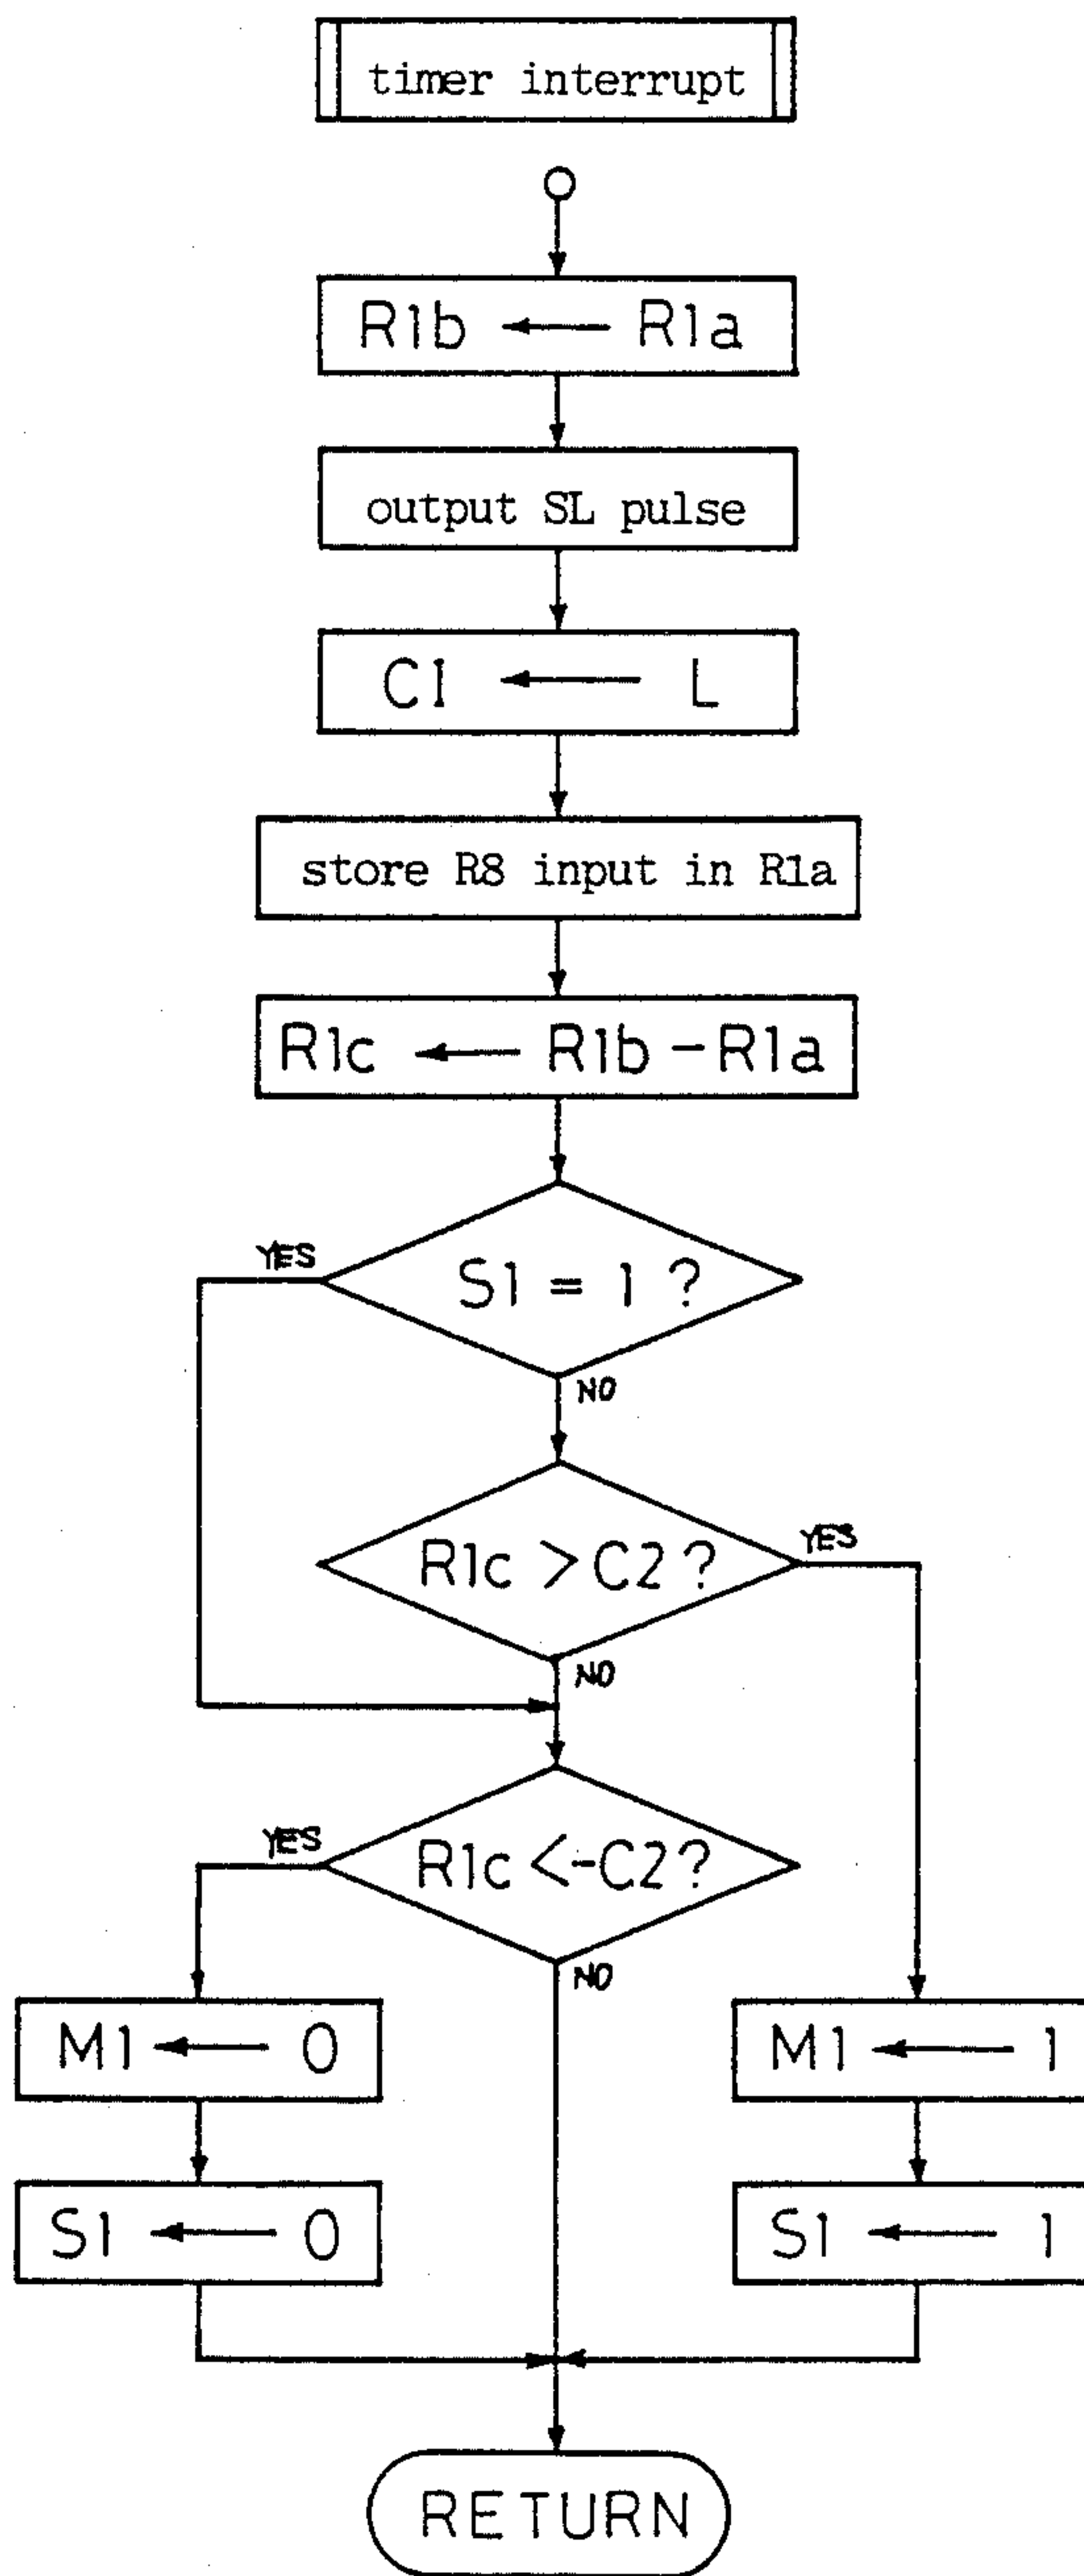 timer interrupt
R1b ← R1a
output SL pulse
CI ← L
store R8 input in R1a
R1c ← R1b-R1a
YES
S1 = 1 ?
NO
R1c > C2 ?
YES
NO
YES
R1c <-C2?
NO
M1 ← 0
M1 ← 1
S1 ← 0
S1 ← 1
RETURN